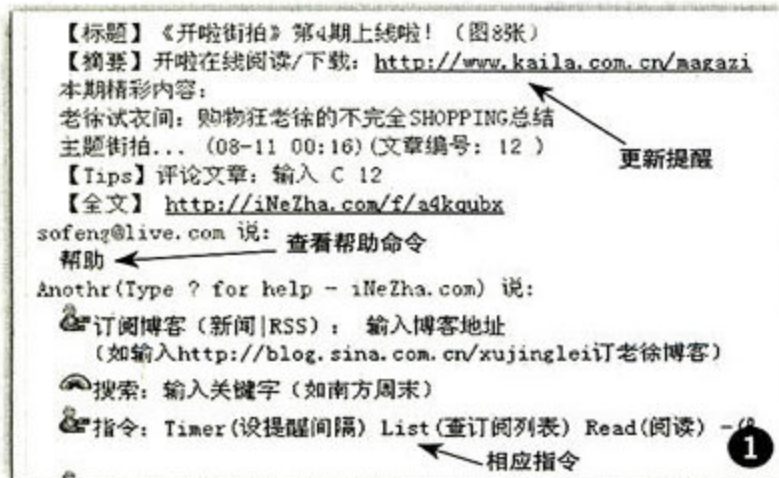 【标题】《开啦街拍》第4期上线啦！（图8张）
【摘要】开啦在线阅读/下载：http://www.kaila.com.cn/magazi
本期精彩内容：
老徐试衣间：购物狂老徐的不完全SHOPPING总结
主题街拍...（08-11 00:16)(文章编号：12 ）
更新提醒
【Tips】评论文章：输入 C 12
【全文】 http://iNeZha.com/f/a4kqubx
sofeng@live.com 说：
查看帮助命令
帮助
Anothr(Type ? for help - iNeZha.com) 说：
订阅博客（新闻|RSS）： 输入博客地址
（如输入http://blog.sina.com.cn/xujinglei订老徐博客）
搜索：输入关键字（如南方周末）
指令：Timer(设提醒间隔) List(查订阅列表) Read(阅读) -(
1
相应指令